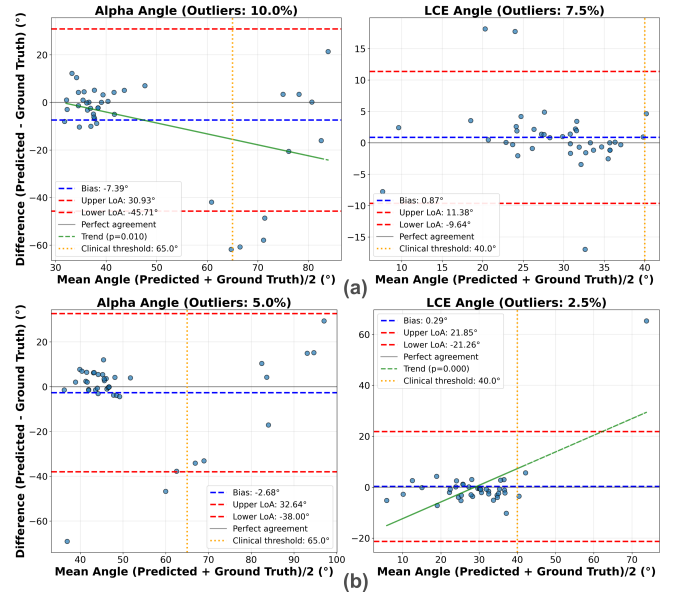 Alpha Angle (Outliers: 10.0%)
Difference (Predicted - Ground Truth) (°)
20
0
−20
−40
−60
Bias: -7.39°
Upper LoA: 30.93°
Lower LoA: -45.71°
Perfect agreement
Trend (p=0.010)
Clinical threshold: 65.0°
30 40 50 60 70 80
Mean Angle (Predicted + Ground Truth)/2 (°)
LCE Angle (Outliers: 7.5%)
15
10
5
0
−5
−10
−15
Bias: 0.87°
Upper LoA: 11.38°
Lower LoA: -9.64°
Perfect agreement
Clinical threshold: 40.0°
10 15 20 25 30 35 40
Mean Angle (Predicted + Ground Truth)/2 (°)
(a)
Alpha Angle (Outliers: 5.0%)
Difference (Predicted - Ground Truth) (°)
20
0
−20
−40
−60
Bias: -2.68°
Upper LoA: 32.64°
Lower LoA: -38.00°
Perfect agreement
Clinical threshold: 65.0°
40 50 60 70 80 90 100
Mean Angle (Predicted + Ground Truth)/2 (°)
LCE Angle (Outliers: 2.5%)
60
40
20
0
−20
Bias: 0.29°
Upper LoA: 21.85°
Lower LoA: -21.26°
Perfect agreement
Trend (p=0.000)
Clinical threshold: 40.0°
10 20 30 40 50 60 70
Mean Angle (Predicted + Ground Truth)/2 (°)
(b)